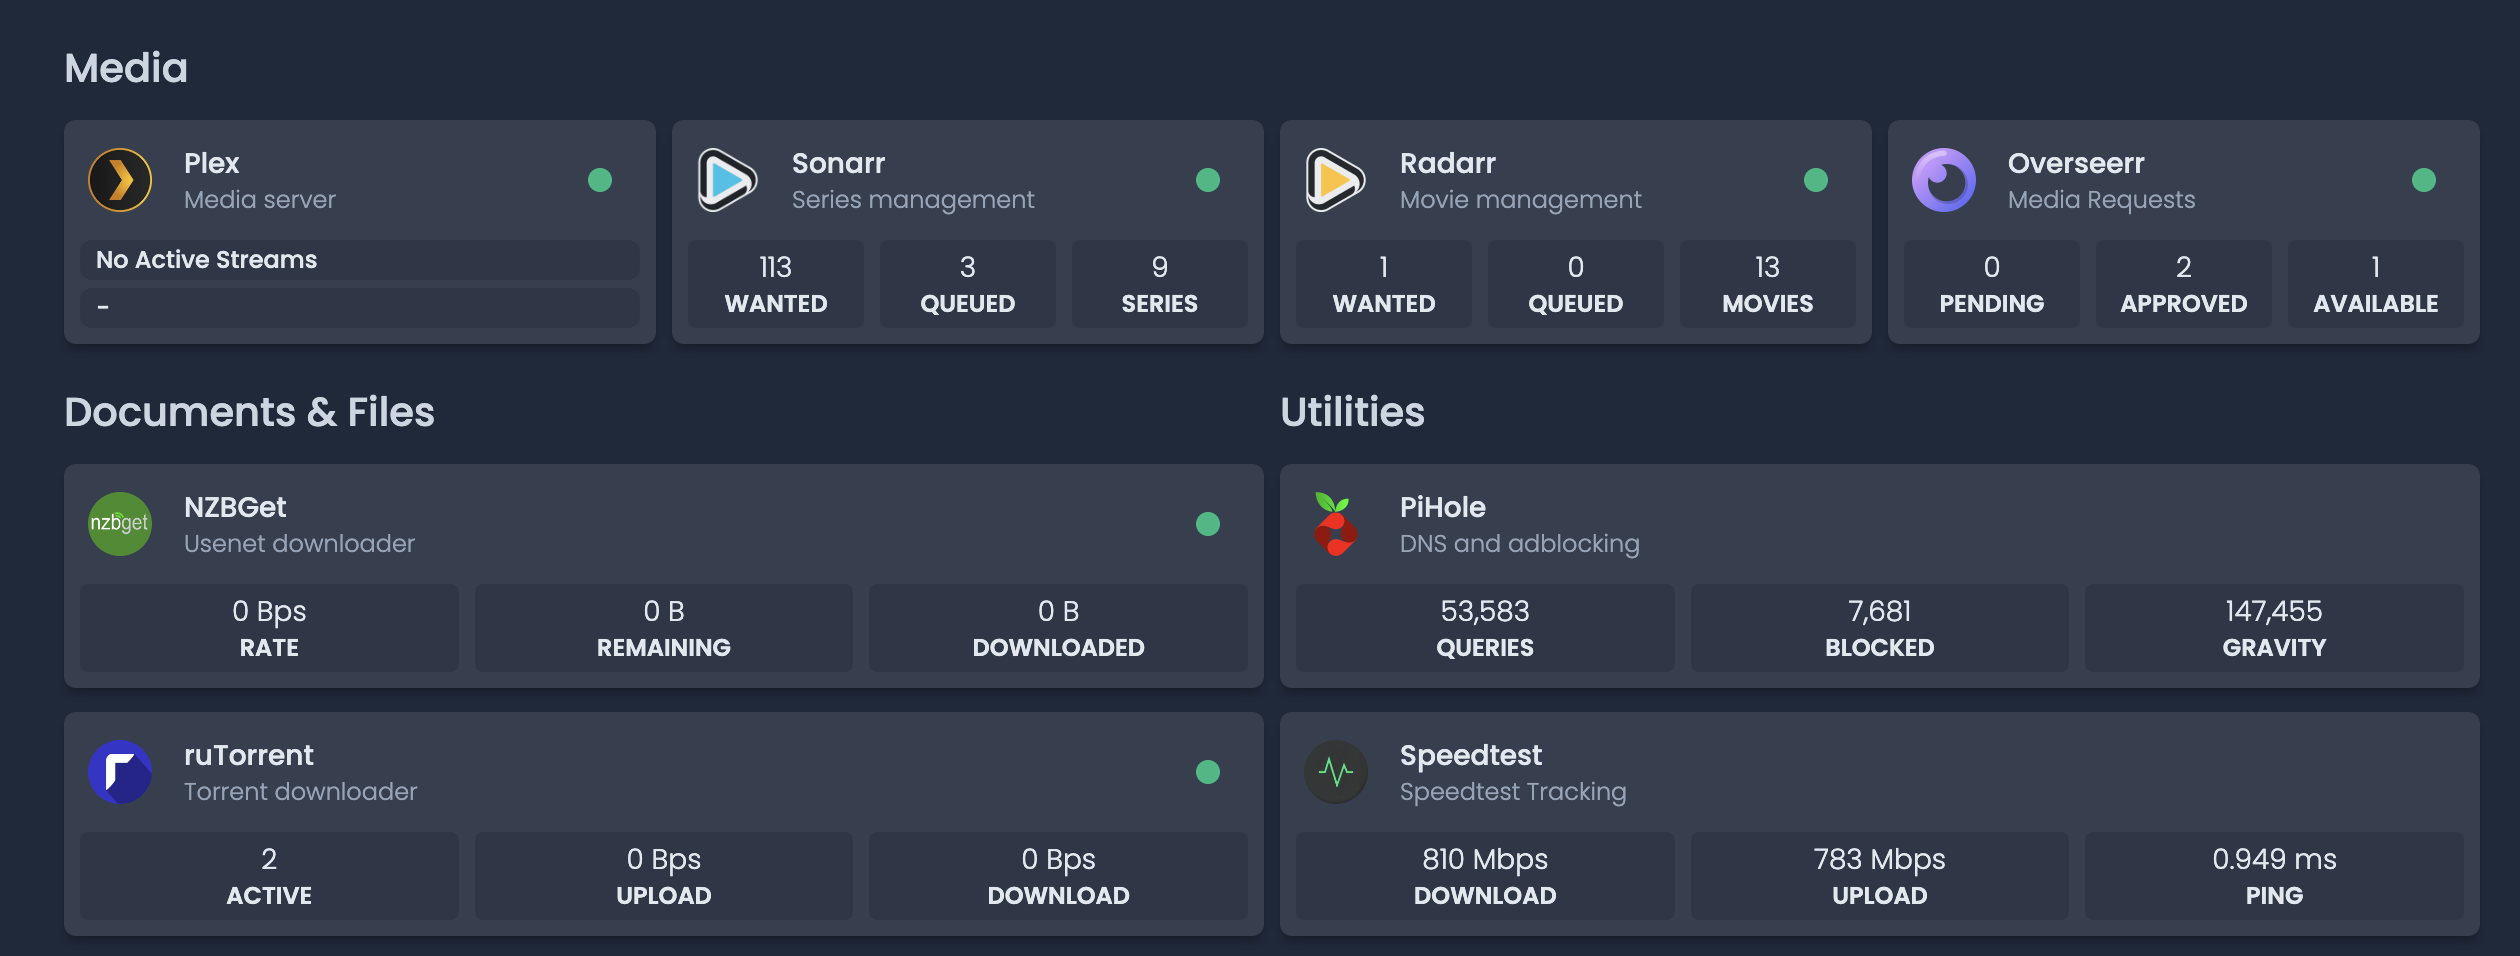 Media
Plex
Media server
No Active Streams
-
Sonarr
Series management
113
WANTED
3
QUEUED
9
SERIES
Radarr
Movie management
1
WANTED
0
QUEUED
13
MOVIES
Overseerr
Media Requests
0
PENDING
2
APPROVED
1
AVAILABLE
Documents & Files
nzbget
NZBGet
Usenet downloader
0 Bps
RATE
0 B
REMAINING
0 B
DOWNLOADED
ruTorrent
Torrent downloader
2
ACTIVE
0 Bps
UPLOAD
0 Bps
DOWNLOAD
Utilities
PiHole
DNS and adblocking
53,583
QUERIES
7,681
BLOCKED
147,455
GRAVITY
Speedtest
Speedtest Tracking
810 Mbps
DOWNLOAD
783 Mbps
UPLOAD
0.949 ms
PING